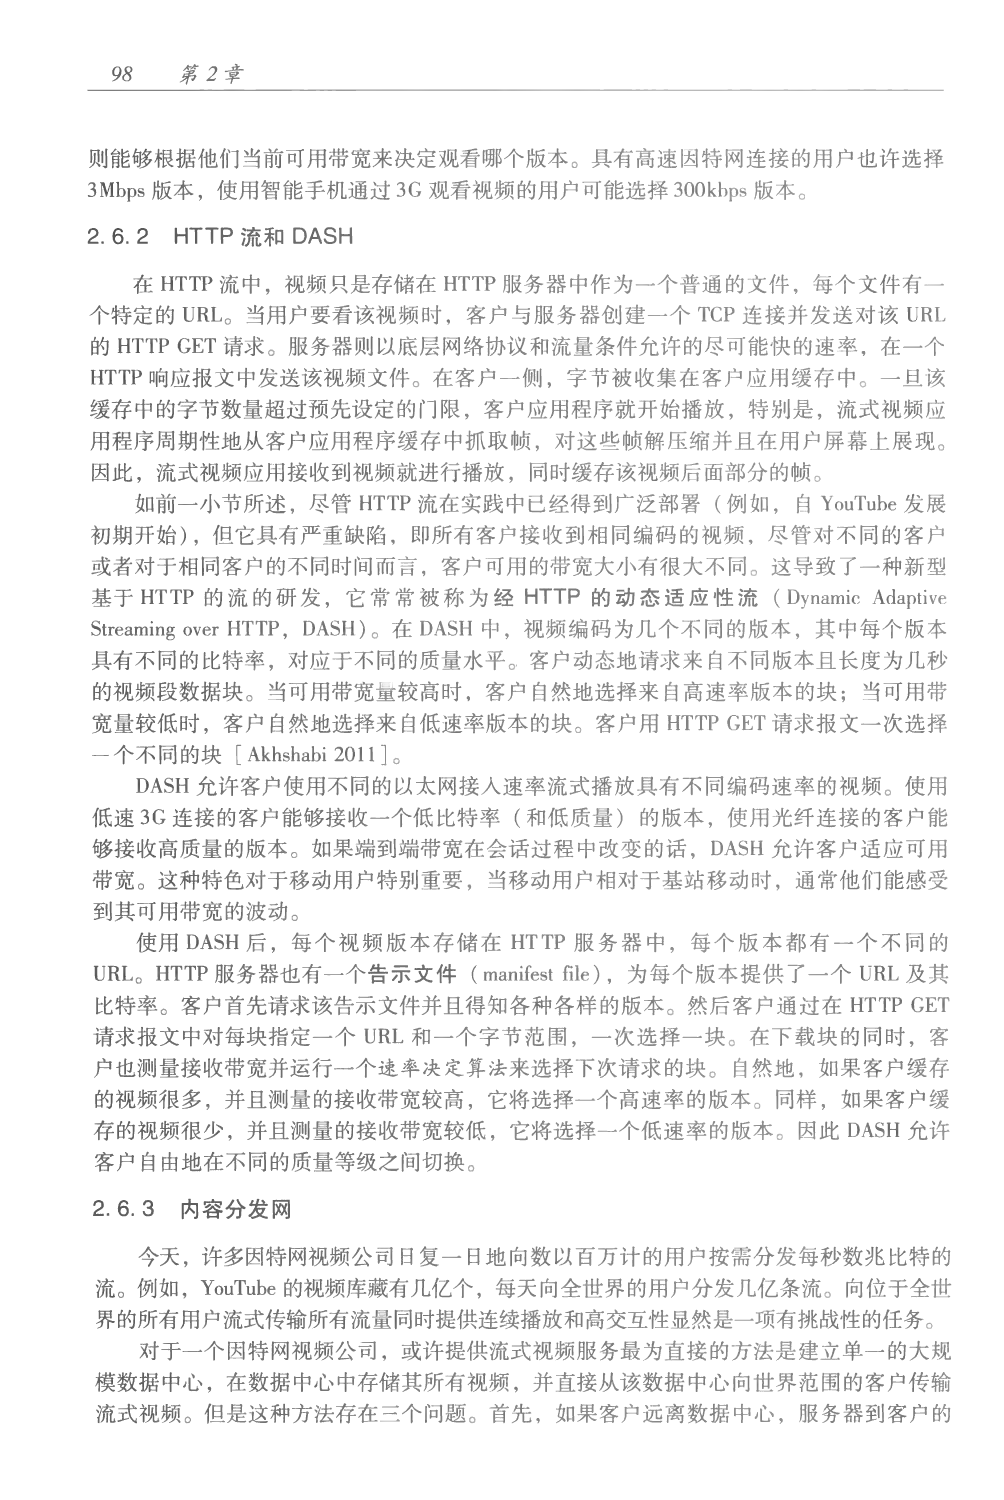 98 第2章
则能够根据他们当前可用带宽来决定观看哪个版本。具有高速因特网连接的用户也许选择
3Mbps 版本，使用智能手机通过 3G 观看视频的用户可能选择 300kbps 版本。
2.6.2 HTTP 流和 DASH
在 HTTP 流中，视频只是存储在 HTTP 服务器中作为一个普通的文件，每个文件有一
个特定的 URL。当用户要看该视频时，客户与服务器创建一个 TCP 连接并发送对该 URL
的 HTTP GET 请求。服务器则以底层网络协议和流量条件允许的尽可能快的速率，在一个
HTTP 响应报文中发送该视频文件。在客户一侧，字节被收集在客户应用缓存中。一旦该
缓存中的字节数量超过预先设定的门限，客户应用程序就开始播放，特别是，流式视频应
用程序周期性地从客户应用程序缓存中抓取帧，对这些帧解压缩并且在用户屏幕上展现。
因此，流式视频应用接收到视频就进行播放，同时缓存该视频后面部分的帧。
如前一小节所述，尽管 HTTP 流在实践中已经得到广泛部署（例如，自 YouTube 发展
初期开始），但它具有严重缺陷，即所有客户接收到相同编码的视频，尽管对不同的客户
或者对于相同客户的不同时间而言，客户可用的带宽大小有很大不同。这导致了一种新型
基于 HTTP 的流的研发，它常常被称为经 HTTP 的动态适应性流（Dynamic Adaptive
Streaming over HTTP，DASH）。在 DASH 中，视频编码为几个不同的版本，其中每个版本
具有不同的比特率，对应于不同的质量水平。客户动态地请求来自不同版本且长度为几秒
的视频段数据块。当可用带宽量较高时，客户自然地选择来自高速率版本的块；当可用带
宽量较低时，客户自然地选择来自低速率版本的块。客户用 HTTP GET 请求报文一次选择
一个不同的块［Akhshabi 2011］。
DASH 允许客户使用不同的以太网接入速率流式播放具有不同编码速率的视频。使用
低速 3G 连接的客户能够接收一个低比特率（和低质量）的版本，使用光纤连接的客户能
够接收高质量的版本。如果端到端带宽在会话过程中改变的话，DASH 允许客户适应可用
带宽。这种特色对于移动用户特别重要，当移动用户相对于基站移动时，通常他们能感受
到其可用带宽的波动。
使用 DASH 后，每个视频版本存储在 HTTP 服务器中，每个版本都有一个不同的
URL。HTTP 服务器也有一个告示文件（manifest file），为每个版本提供了一个 URL 及其
比特率。客户首先请求该告示文件并且得知各种各样的版本。然后客户通过在 HTTP GET
请求报文中对每块指定一个 URL 和一个字节范围，一次选择一块。在下载块的同时，客
户也测量接收带宽并运行一个速率决定算法来选择下次请求的块。自然地，如果客户缓存
的视频很多，并且测量的接收带宽较高，它将选择一个高速率的版本。同样，如果客户缓
存的视频很少，并且测量的接收带宽较低，它将选择一个低速率的版本。因此 DASH 允许
客户自由地在不同的质量等级之间切换。
2.6.3 内容分发网
今天，许多因特网视频公司日复一日地向数以百万计的用户按需分发每秒数兆比特的
流。例如，YouTube 的视频库藏有几亿个，每天向全世界的用户分发几亿条流。向位于全世
界的所有用户流式传输所有流量同时提供连续播放和高交互性显然是一项有挑战性的任务。
对于一个因特网视频公司，或许提供流式视频服务最为直接的方法是建立单一的大规
模数据中心，在数据中心中存储其所有视频，并直接从该数据中心向世界范围的客户传输
流式视频。但是这种方法存在三个问题。首先，如果客户远离数据中心，服务器到客户的